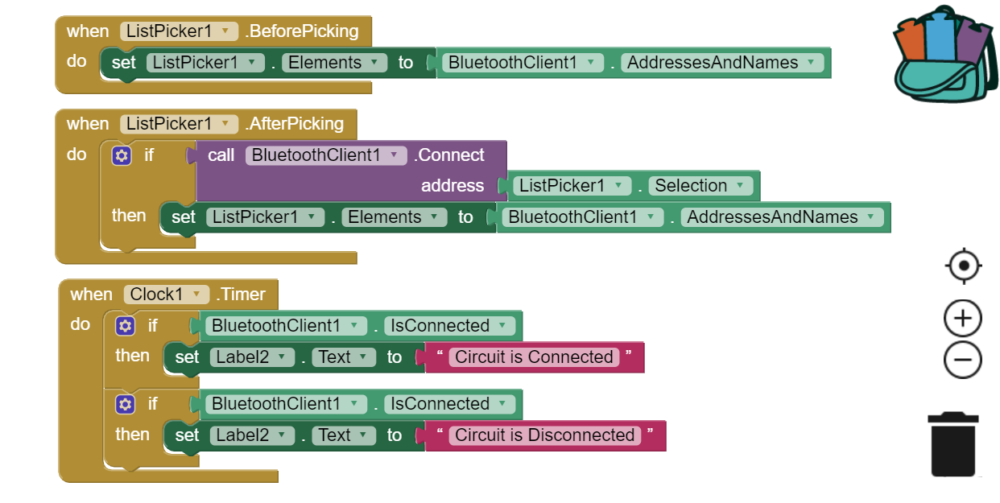 when ListPicker1 .BeforePicking
do set ListPicker1 . Elements to BluetoothClient1 . AddressesAndNames
when ListPicker1 .AfterPicking
do if call BluetoothClient1 .Connect
address ListPicker1 . Selection
then set ListPicker1 . Elements to BluetoothClient1 . AddressesAndNames
when Clock1 .Timer
do if BluetoothClient1 . IsConnected
then set Label2 . Text to “ Circuit is Connected ”
if BluetoothClient1 . IsConnected
then set Label2 . Text to “ Circuit is Disconnected ”